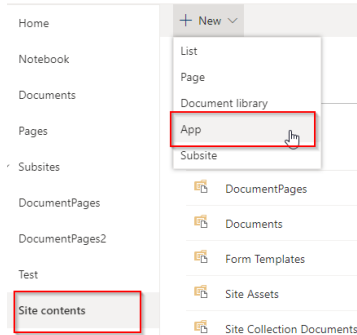 Home
Notebook
Documents
Pages
Subsites
DocumentPages
DocumentPages2
Test
Site contents
+ New
List
Page
Document library
App
Subsite
DocumentPages
Documents
Form Templates
Site Assets
Site Collection Documents